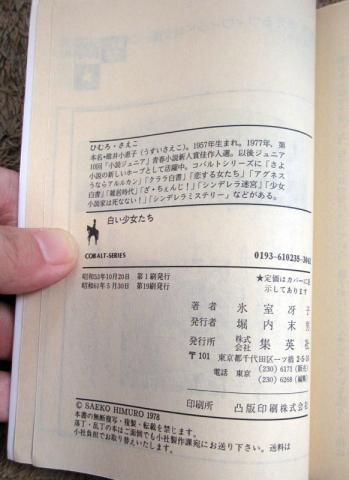 ひむろ・さえこ
本名・碓井小恵子（うすいさえこ）。1957年生まれ。1977年、第
10回「小説ジュニア」青春小説新人賞佳作入選。以後ジュニア
小説の新しいホープとして活躍中。コバルトシリーズに「さよ
うならアルルカン」「クララ白書」「恋する女たち」「アグネス
白書」「雑居時代」「ざ・ちぇんじ！」「シンデレラ迷宮」「少女
小説家は死なない！」「シンデレラミステリー」などがある。
白い少女たち
COBALT-SERIES
0193-610238-3042
昭和53年10月20日 第1刷発行
昭和61年5月30日 第19刷発行
★定価はカバーに表
示してあります
著者 氷室冴子
発行者 堀内末男
発行所 株式会社 集英社
〒101 東京都千代田区一ツ橋2-5-10
電話 東京 (230) 6171 (販売)
(230) 6268 (編集)
印刷所 凸版印刷株式会社
© SAEKO HIMURO 1978
本書の無断複写・複製・転載を禁じます。
落丁・乱丁の本はご面倒でも小社製作課宛にお送り下さい。送料は
小社負担でお取り替えいたします。